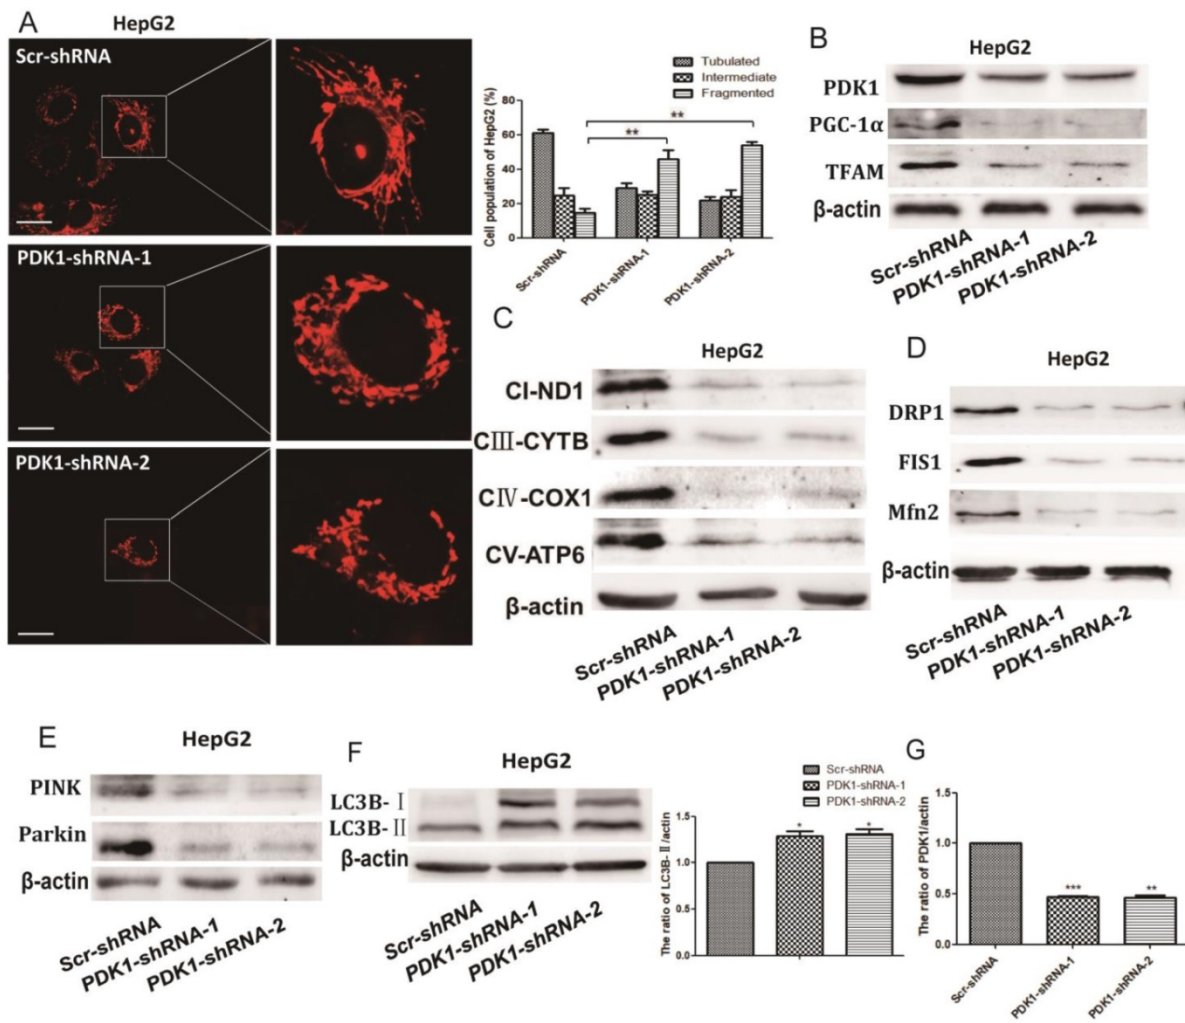 A
HepG2
Scr-shRNA
PDK1-shRNA-1
PDK1-shRNA-2
Tubulated
Intermediate
Fragmented
Cell population of HepG2 (%)
80
60
40
20
0
**
**
Scr-shRNA
PDK1-shRNA-1
PDK1-shRNA-2
B
HepG2
PDK1
PGC-1α
TFAM
β-actin
Scr-shRNA
PDK1-shRNA-1
PDK1-shRNA-2
C
HepG2
CI-ND1
CⅢ-CYTB
CⅣ-COX1
CV-ATP6
β-actin
Scr-shRNA
PDK1-shRNA-1
PDK1-shRNA-2
D
HepG2
DRP1
FIS1
Mfn2
β-actin
Scr-shRNA
PDK1-shRNA-1
PDK1-shRNA-2
E
HepG2
PINK
Parkin
β-actin
Scr-shRNA
PDK1-shRNA-1
PDK1-shRNA-2
F
HepG2
LC3B-Ⅰ
LC3B-Ⅱ
β-actin
Scr-shRNA
PDK1-shRNA-1
PDK1-shRNA-2
Scr-shRNA
PDK1-shRNA-1
PDK1-shRNA-2
The ratio of LC3B-Ⅱ/actin
1.5
1.0
0.5
0.0
*
*
G
The ratio of PDK1/actin
1.5
1.0
0.5
0.0
***
**
Scr-shRNA
PDK1-shRNA-1
PDK1-shRNA-2